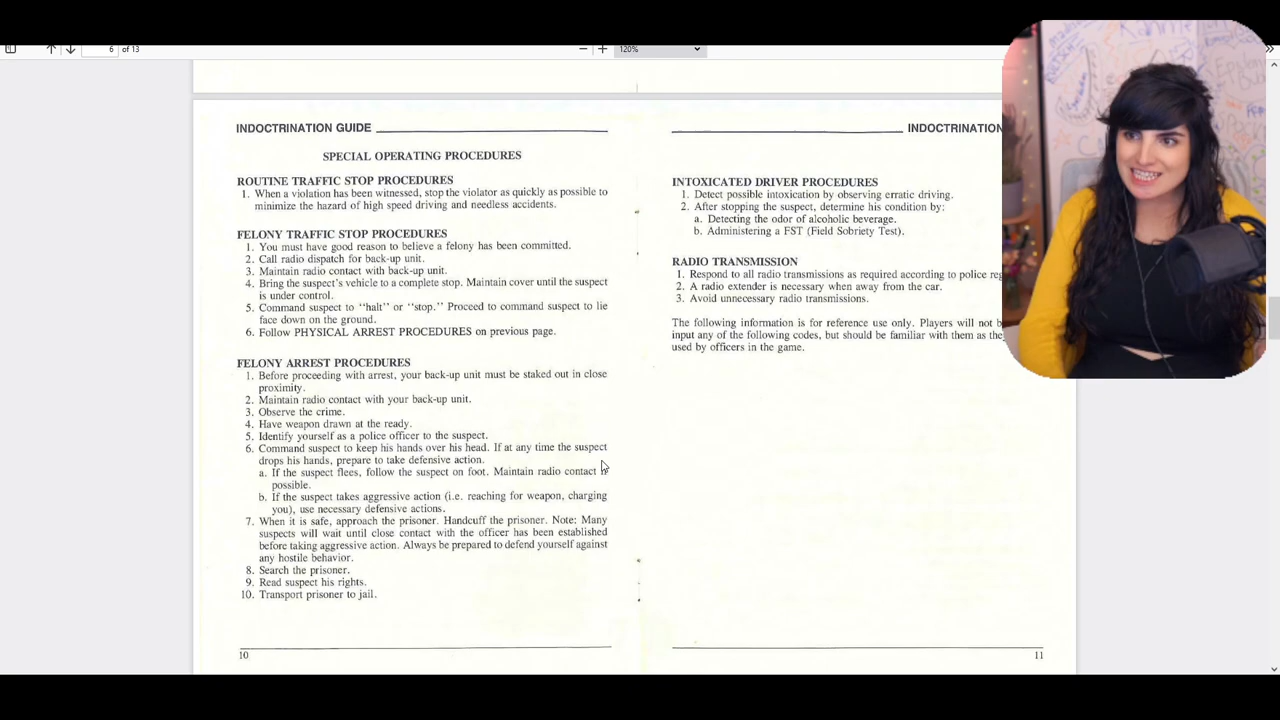 6 of 13
120%
INDOCTRINATION GUIDE
SPECIAL OPERATING PROCEDURES
ROUTINE TRAFFIC STOP PROCEDURES
1. When a violation has been witnessed, stop the violator as quickly as possible to
minimize the hazard of high speed driving and needless accidents.
FELONY TRAFFIC STOP PROCEDURES
1. You must have good reason to believe a felony has been committed.
2. Call radio dispatch for back-up unit.
3. Maintain radio contact with back-up unit.
4. Bring the suspect's vehicle to a complete stop. Maintain cover until the suspect
is under control.
5. Command suspect to "halt" or "stop." Proceed to command suspect to lie
face down on the ground.
6. Follow PHYSICAL ARREST PROCEDURES on previous page.
FELONY ARREST PROCEDURES
1. Before proceeding with arrest, your back-up unit must be staked out in close
proximity.
2. Maintain radio contact with your back-up unit.
3. Observe the crime.
4. Have weapon drawn at the ready.
5. Identify yourself as a police officer to the suspect.
6. Command suspect to keep his hands over his head. If at any time the suspect
drops his hands, prepare to take defensive action.
a. If the suspect flees, follow the suspect on foot. Maintain radio contact
possible.
b. If the suspect takes aggressive action (i.e. reaching for weapon, charging
you), use necessary defensive actions.
7. When it is safe, approach the prisoner. Handcuff the prisoner. Note: Many
suspects will wait until close contact with the officer has been established
before taking aggressive action. Always be prepared to defend yourself against
any hostile behavior.
8. Search the prisoner.
9. Read suspect his rights.
10. Transport prisoner to jail.
10
INDOCTRINATION
INTOXICATED DRIVER PROCEDURES
1. Detect possible intoxication by observing erratic driving.
2. After stopping the suspect, determine his condition by:
a. Detecting the odor of alcoholic beverage.
b. Administering a FST (Field Sobriety Test).
RADIO TRANSMISSION
1. Respond to all radio transmissions as required according to police
2. A radio extender is necessary when away from the car.
3. Avoid unnecessary radio transmissions.
The following information is for reference use only. Players will not
input any of the following codes, but should be familiar with them as
used by officers in the game.
11